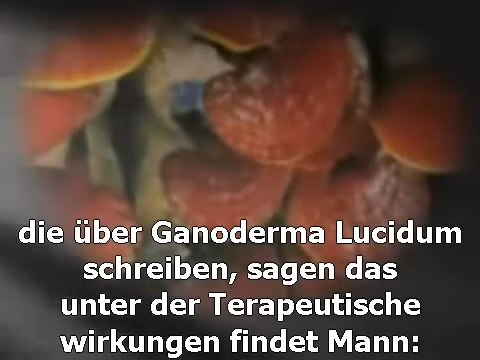 die über Ganoderma Lucidum
schreiben, sagen das
unter der Terapeutische
wirkungen findet Mann: